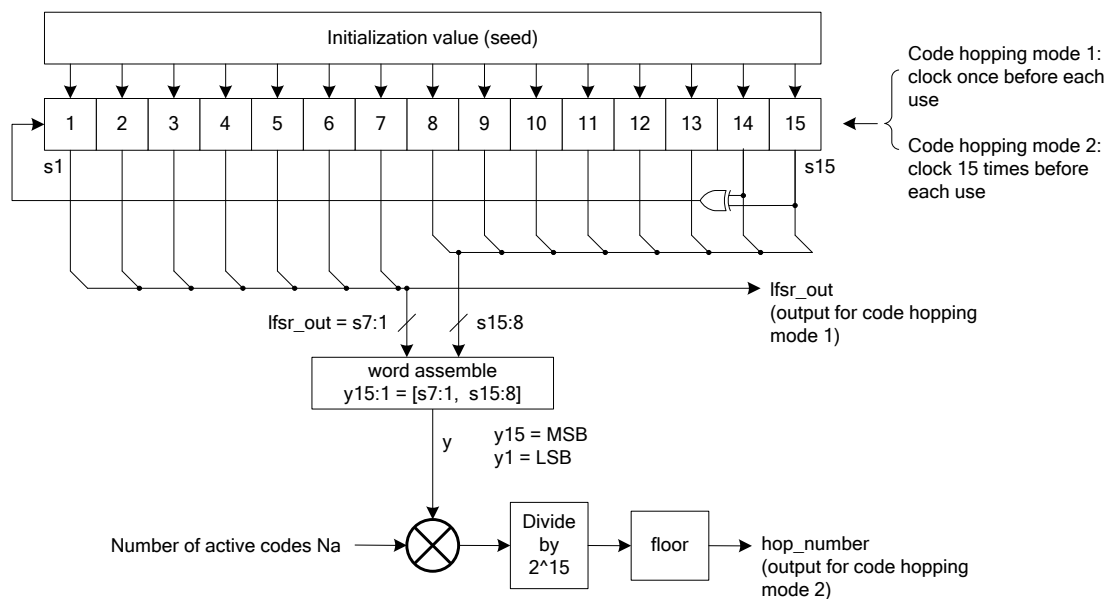 Initialization value (seed)
Code hopping mode 1:
clock once before each
use
1 2 3 4 5 6 7 8 9 10 11 12 13 14 15
Code hopping mode 2:
clock 15 times before
each use
s1
s15
lfsr_out
(output for code hopping
mode 1)
lfsr_out = s7:1
s15:8
word assemble
y15:1 = [s7:1, s15:8]
y
y15 = MSB
y1 = LSB
Number of active codes Na
Divide
by
2^15
floor
hop_number
(output for code hopping
mode 2)